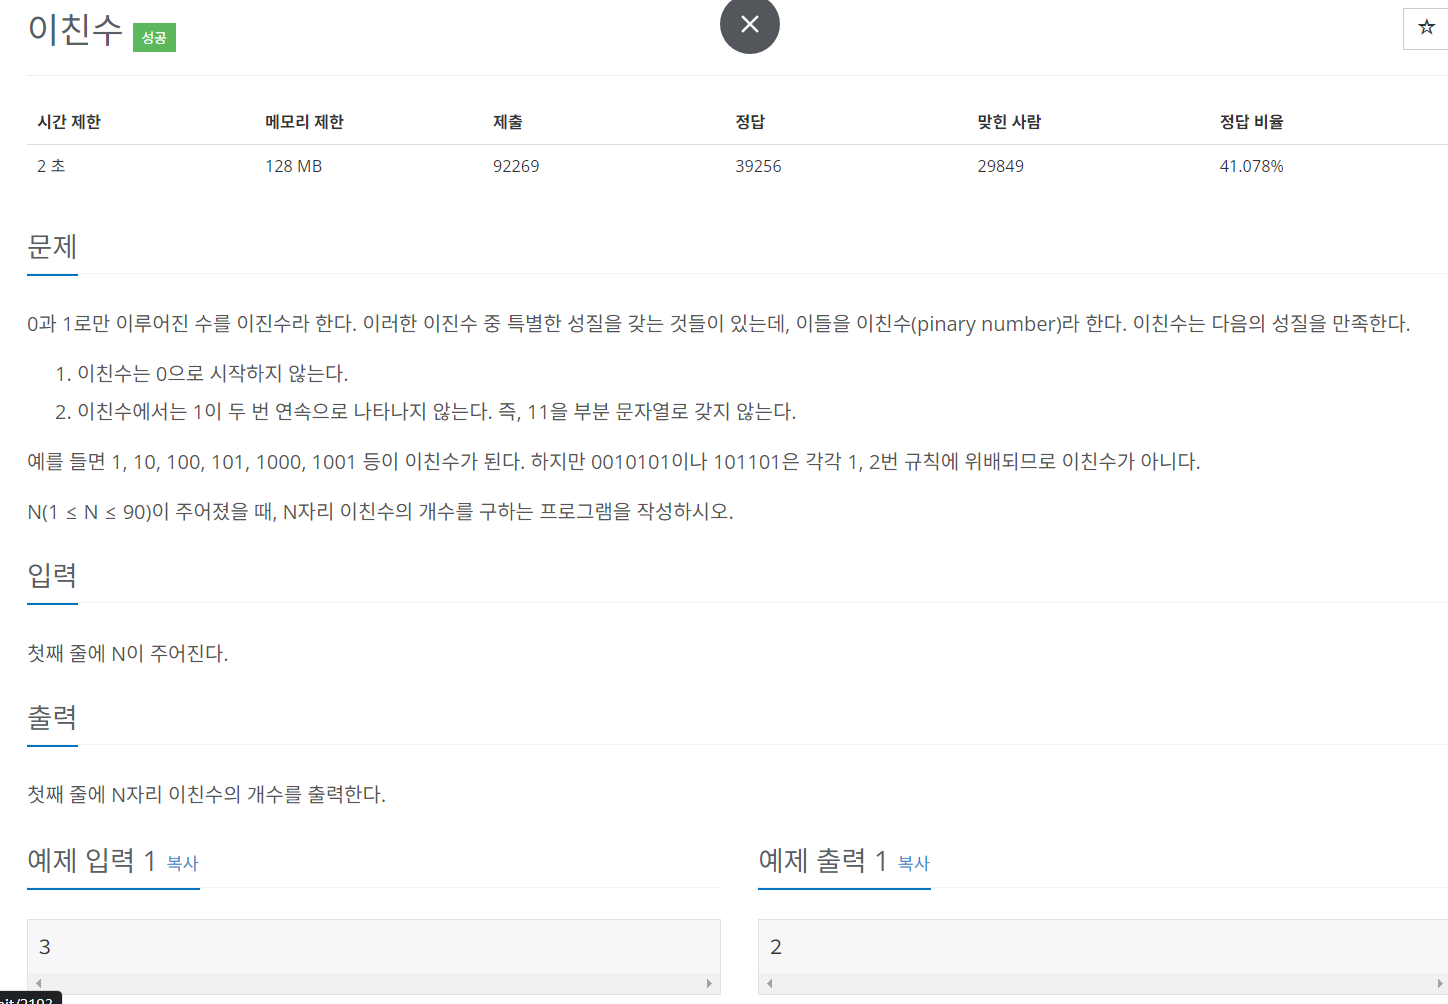 이친수 성공
시간 제한 메모리 제한 제출 정답 맞힌 사람 정답 비율
2 초 128 MB 92269 39256 29849 41.078%
문제
0과 1로만 이루어진 수를 이진수라 한다. 이러한 이진수 중 특별한 성질을 갖는 것들이 있는데, 이들을 이친수(pinary number)라 한다. 이친수는 다음의 성질을 만족한다.
1. 이친수는 0으로 시작하지 않는다.
2. 이친수에서는 1이 두 번 연속으로 나타나지 않는다. 즉, 11을 부분 문자열로 갖지 않는다.
예를 들면 1, 10, 100, 101, 1000, 1001 등이 이친수가 된다. 하지만 0010101이나 101101은 각각 1, 2번 규칙에 위배되므로 이친수가 아니다.
N(1 ≤ N ≤ 90)이 주어졌을 때, N자리 이친수의 개수를 구하는 프로그램을 작성하시오.
입력
첫째 줄에 N이 주어진다.
출력
첫째 줄에 N자리 이친수의 개수를 출력한다.
예제 입력 1 복사
3
예제 출력 1 복사
2